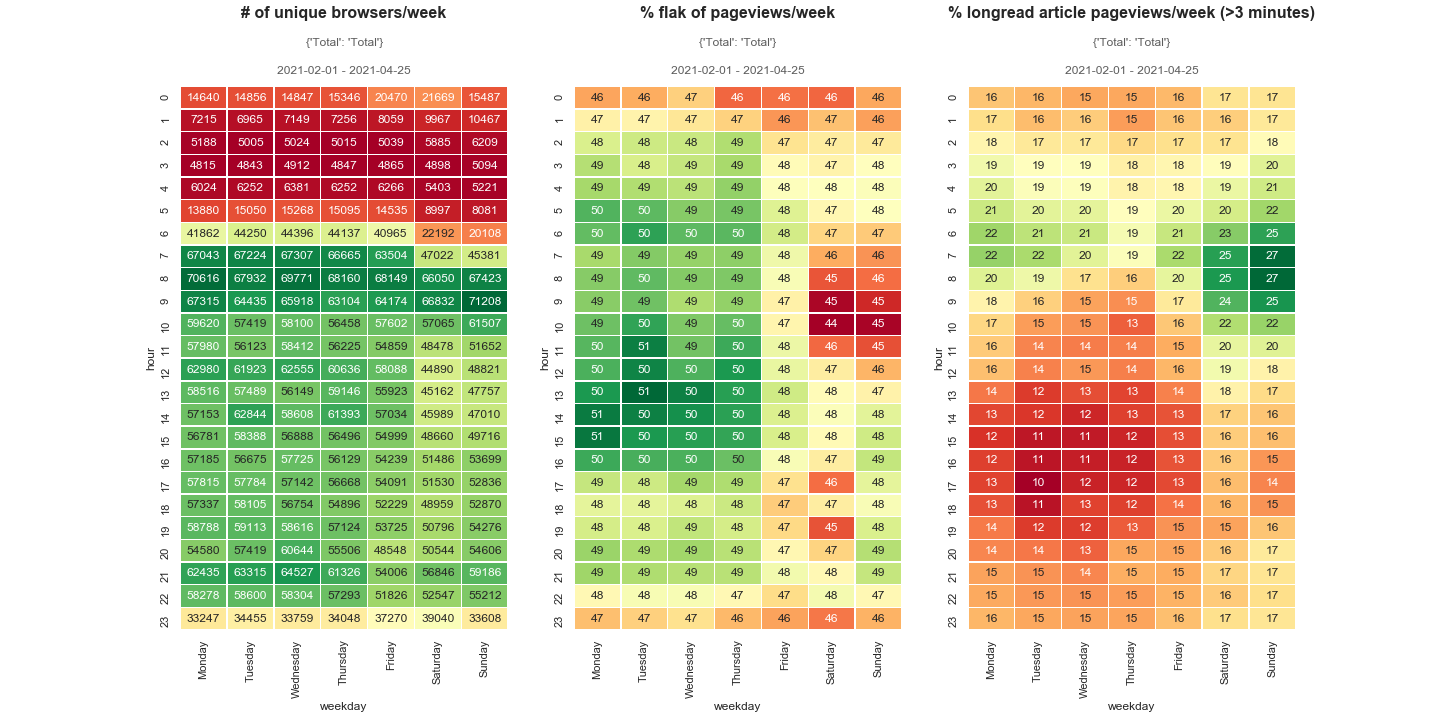 # of unique browsers/week
{'Total': 'Total'}
2021-02-01 - 2021-04-25
0 14640 14856 14847 15346 20470 21669 15487
1 7215 6965 7149 7256 8059 9967 10467
2 5188 5005 5024 5015 5039 5885 6209
3 4815 4843 4912 4847 4865 4898 5094
4 6024 6252 6381 6252 6266 5403 5221
5 13880 15050 15268 15095 14535 8997 8081
6 41862 44250 44396 44137 40965 22192 20108
7 67043 67224 67307 66665 63504 47022 45381
8 70616 67932 69771 68160 68149 66050 67423
9 67315 64435 65918 63104 64174 66832 71208
10 59620 57419 58100 56458 57602 57065 61507
11 57980 56123 58412 56225 54859 48478 51652
12 62980 61923 62555 60636 58088 44890 48821
13 58516 57489 56149 59146 55923 45162 47757
14 57153 62844 58608 61393 57034 45989 47010
15 56781 58388 56888 56496 54999 48660 49716
16 57185 56675 57725 56129 54239 51486 53699
17 57815 57784 57142 56668 54091 51530 52836
18 57337 58105 56754 54896 52229 48959 52870
19 58788 59113 58616 57124 53725 50796 54276
20 54580 57419 60644 55506 48548 50544 54606
21 62435 63315 64527 61326 54006 56846 59186
22 58278 58600 58304 57293 51826 52547 55212
23 33247 34455 33759 34048 37270 39040 33608
hour
Monday Tuesday Wednesday Thursday Friday Saturday Sunday
weekday
% flak of pageviews/week
{'Total': 'Total'}
2021-02-01 - 2021-04-25
0 46 46 47 46 46 46 46
1 47 47 47 47 46 47 46
2 48 48 48 49 47 47 47
3 49 48 49 49 48 47 48
4 49 49 49 49 48 48 48
5 50 50 49 49 48 47 48
6 50 50 50 50 48 47 47
7 49 49 49 49 48 46 46
8 49 50 49 49 48 45 46
9 49 49 49 49 47 45 45
10 49 50 49 50 47 44 45
11 50 51 49 50 48 46 45
12 50 50 50 50 48 47 46
13 50 51 50 50 48 48 47
14 51 50 50 50 48 48 48
15 51 50 50 50 48 48 48
16 50 50 50 50 48 47 49
17 49 48 49 49 47 46 48
18 48 48 48 48 47 47 48
19 48 48 49 48 47 45 48
20 49 49 49 49 47 47 49
21 49 49 49 49 48 48 49
22 48 48 48 47 47 48 47
23 47 47 47 46 46 46 46
hour
Monday Tuesday Wednesday Thursday Friday Saturday Sunday
weekday
% longread article pageviews/week (>3 minutes)
{'Total': 'Total'}
2021-02-01 - 2021-04-25
0 16 16 15 15 16 17 17
1 17 16 16 15 16 16 17
2 18 17 17 17 17 17 18
3 19 19 19 18 18 19 20
4 20 19 19 18 18 19 21
5 21 20 20 19 20 20 22
6 22 21 21 19 21 23 25
7 22 22 20 19 22 25 27
8 20 19 17 16 20 25 27
9 18 16 15 15 17 24 25
10 17 15 15 13 16 22 22
11 16 14 14 14 15 20 20
12 16 14 15 14 16 19 18
13 14 12 13 13 14 18 17
14 13 12 12 13 13 17 16
15 12 11 11 12 13 16 16
16 12 11 11 12 13 16 15
17 13 10 12 12 13 16 14
18 13 11 13 12 14 16 15
19 14 12 12 13 15 15 16
20 14 14 13 15 15 16 17
21 15 15 14 15 15 17 17
22 15 15 15 15 15 16 17
23 16 15 15 15 16 17 17
hour
Monday Tuesday Wednesday Thursday Friday Saturday Sunday
weekday